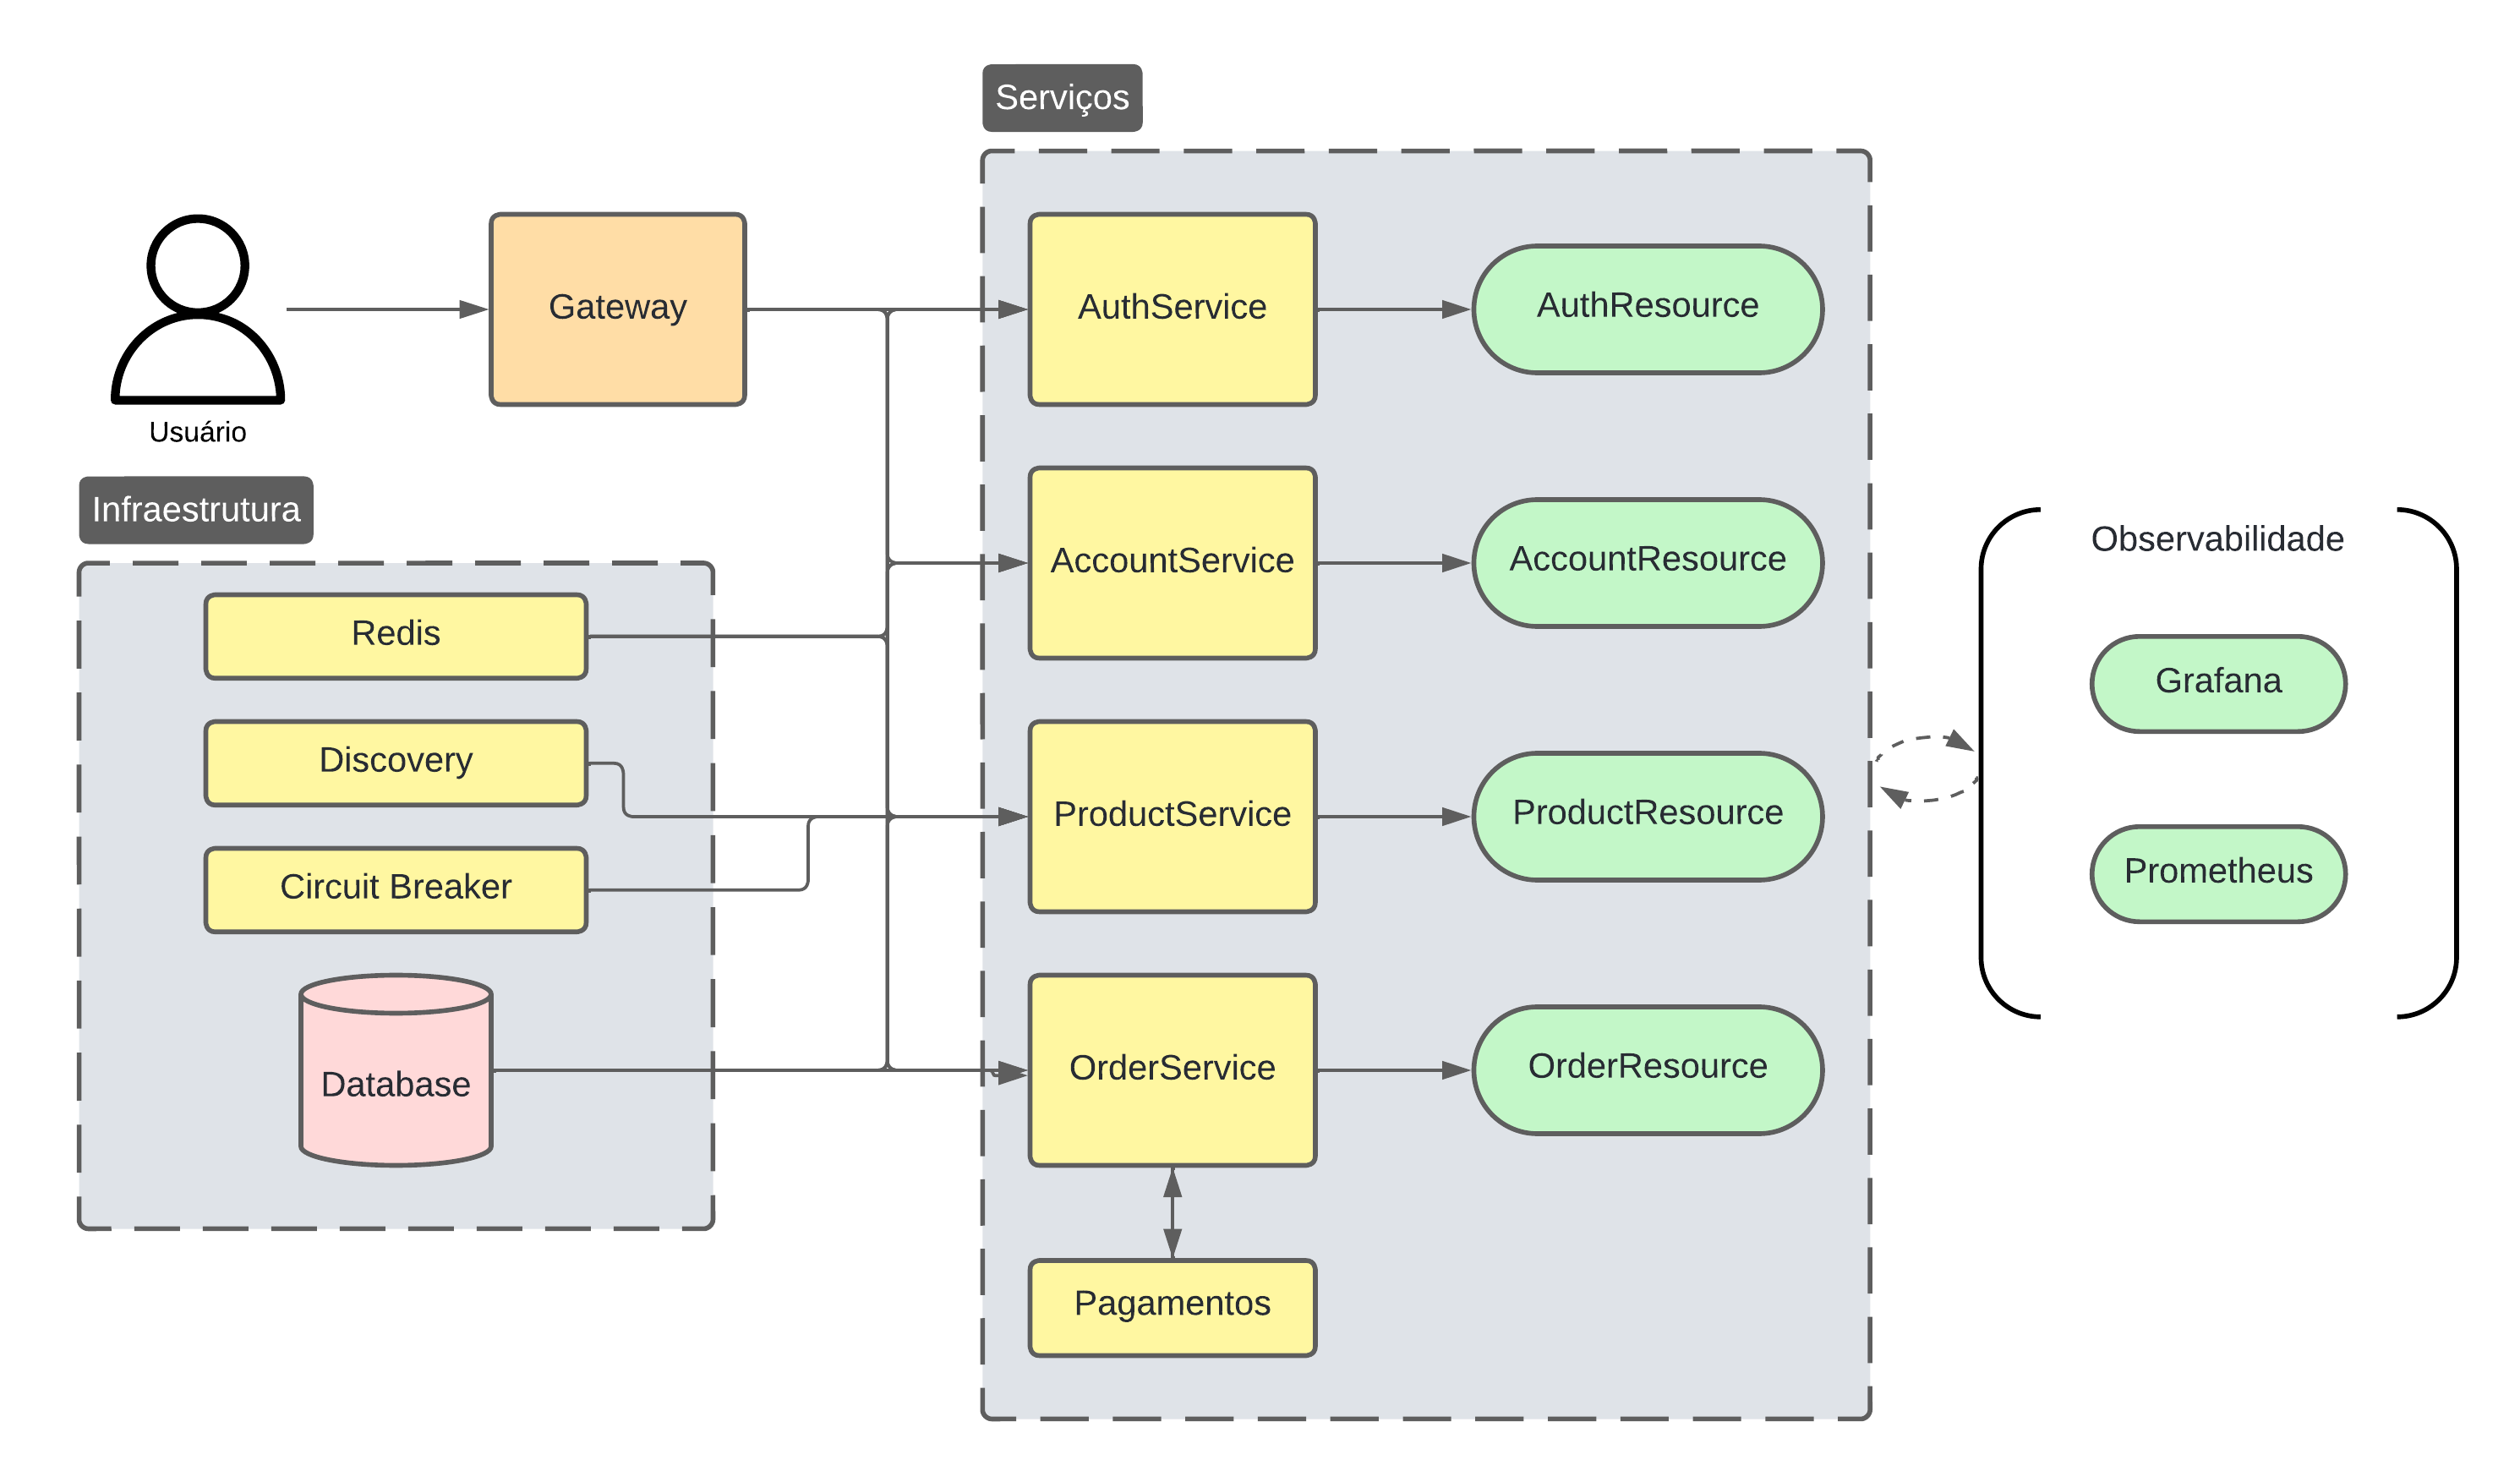 Serviços
Usuário
Gateway
AuthService
AuthResource
AccountService
AccountResource
ProductService
ProductResource
OrderService
OrderResource
Pagamentos
Infraestrutura
Redis
Discovery
Circuit Breaker
Database
Observabilidade
Grafana
Prometheus